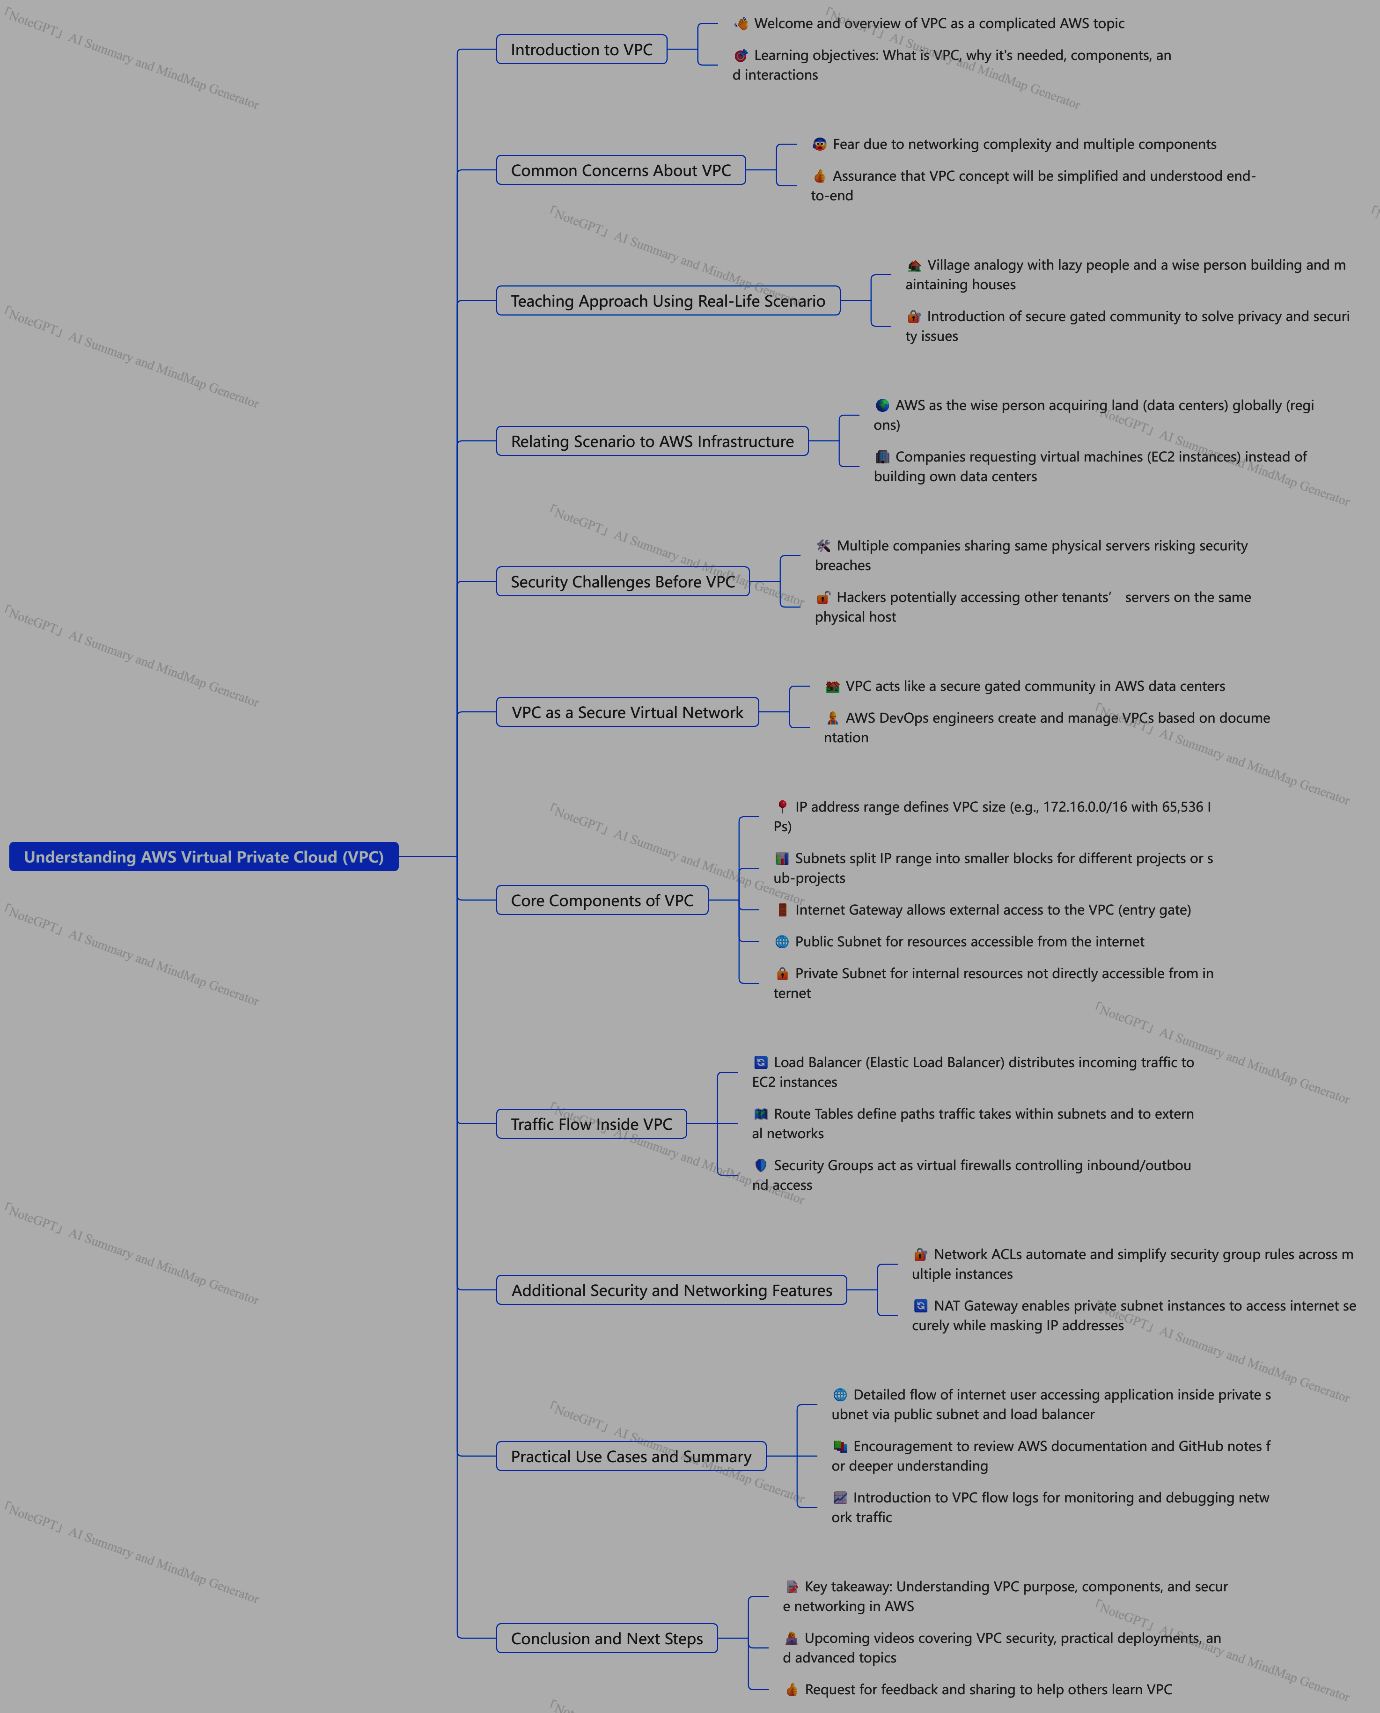 Understanding AWS Virtual Private Cloud (VPC)
Introduction to VPC
Welcome and overview of VPC as a complicated AWS topic
Learning objectives: What is VPC, why it's needed, components, an
d interactions
Common Concerns About VPC
Fear due to networking complexity and multiple components
Assurance that VPC concept will be simplified and understood end-
to-end
Teaching Approach Using Real-Life Scenario
Village analogy with lazy people and a wise person building and m
aintaining houses
Introduction of secure gated community to solve privacy and securi
ty issues
Relating Scenario to AWS Infrastructure
AWS as the wise person acquiring land (data centers) globally (regi
ons)
Companies requesting virtual machines (EC2 instances) instead of
building own data centers
Security Challenges Before VPC
Multiple companies sharing same physical servers risking security
breaches
Hackers potentially accessing other tenants’ servers on the same
physical host
VPC as a Secure Virtual Network
VPC acts like a secure gated community in AWS data centers
AWS DevOps engineers create and manage VPCs based on docume
ntation
Core Components of VPC
IP address range defines VPC size (e.g., 172.16.0.0/16 with 65,536 I
Ps)
Subnets split IP range into smaller blocks for different projects or s
ub-projects
Internet Gateway allows external access to the VPC (entry gate)
Public Subnet for resources accessible from the internet
Private Subnet for internal resources not directly accessible from in
ternet
Traffic Flow Inside VPC
Load Balancer (Elastic Load Balancer) distributes incoming traffic to
EC2 instances
Route Tables define paths traffic takes within subnets and to extern
al networks
Security Groups act as virtual firewalls controlling inbound/outbou
nd access
Additional Security and Networking Features
Network ACLs automate and simplify security group rules across m
ultiple instances
NAT Gateway enables private subnet instances to access internet se
curely while masking IP addresses
Practical Use Cases and Summary
Detailed flow of internet user accessing application inside private s
ubnet via public subnet and load balancer
Encouragement to review AWS documentation and GitHub notes f
or deeper understanding
Introduction to VPC flow logs for monitoring and debugging netw
ork traffic
Conclusion and Next Steps
Key takeaway: Understanding VPC purpose, components, and secur
e networking in AWS
Upcoming videos covering VPC security, practical deployments, an
d advanced topics
Request for feedback and sharing to help others learn VPC
「NoteGPT」 AI Summary and MindMap Generator